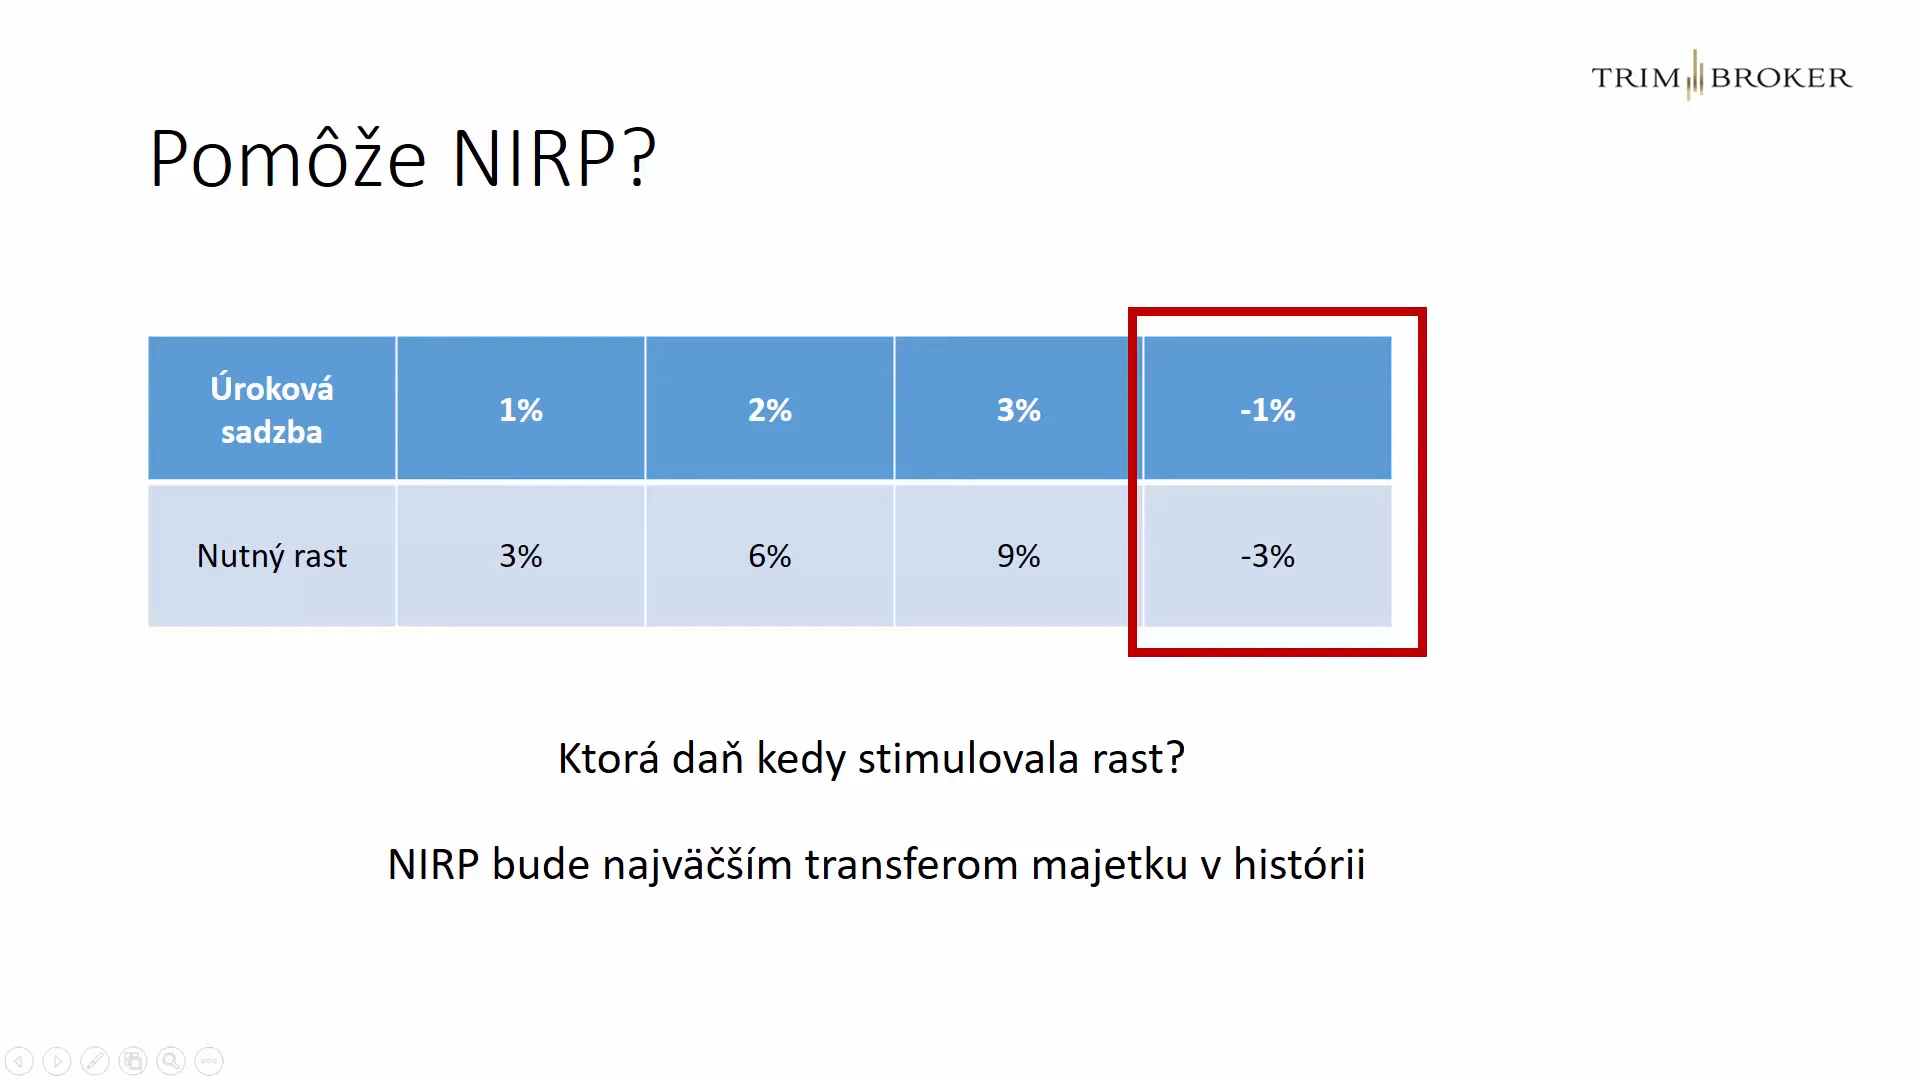 TRIM BROKER
Pomôže NIRP?
Úroková
sadzba
1%
2%
3%
-1%
Nutný rast
3%
6%
9%
-3%
Ktorá daň kedy stimulovala rast?
NIRP bude najväčším transferom majetku v histórii